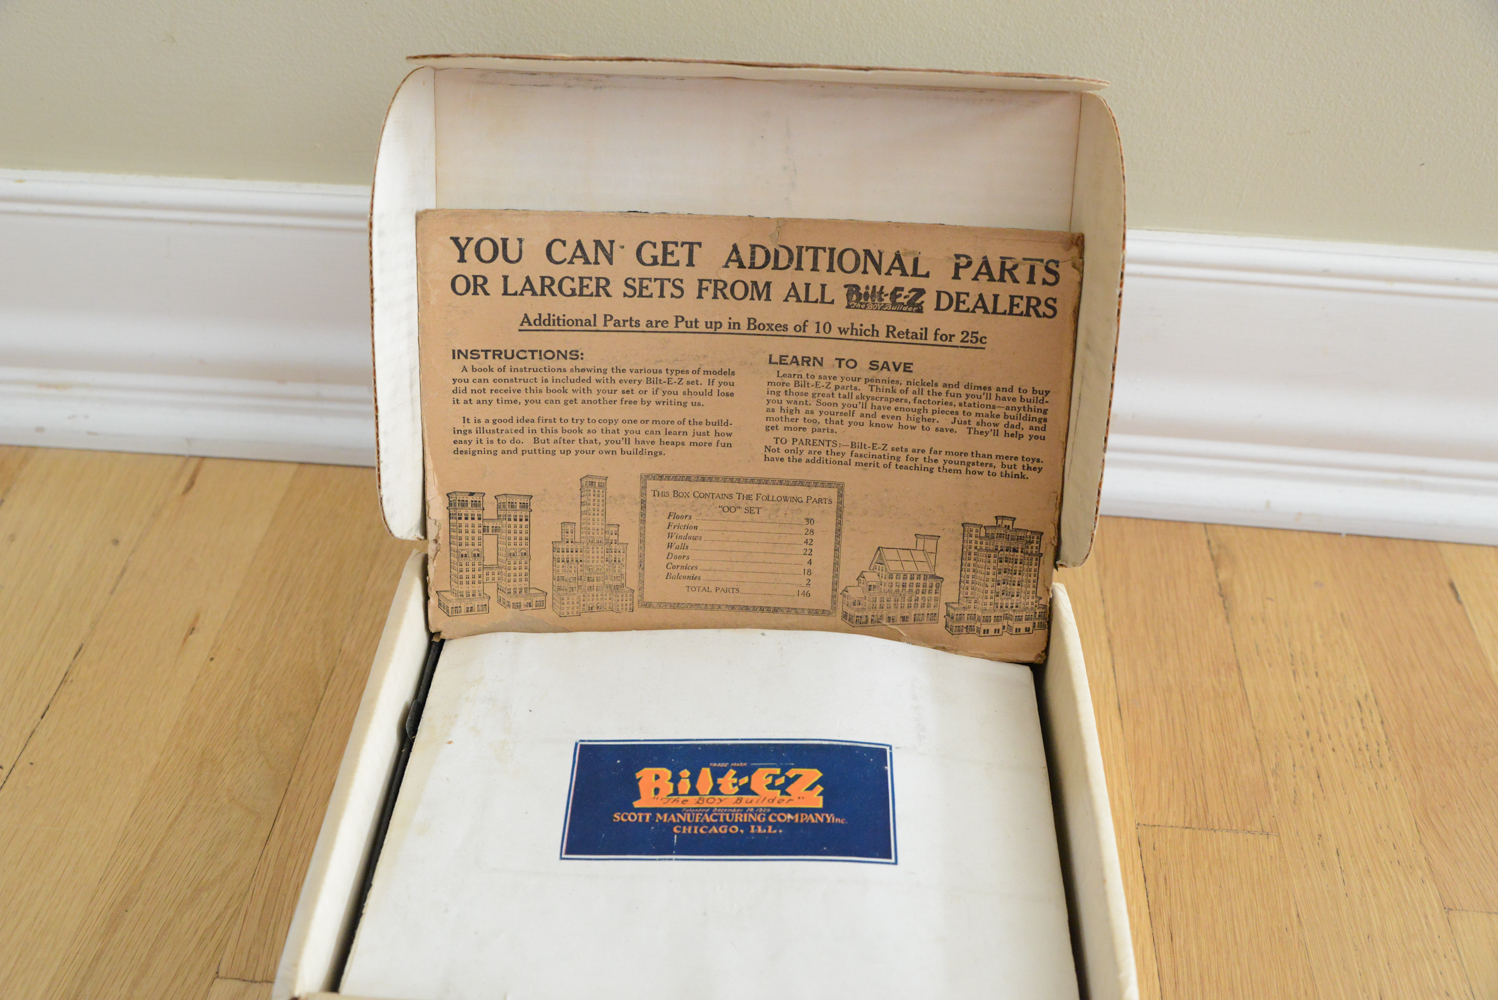 YOU CAN GET ADDITIONAL PARTS
OR LARGER SETS FROM ALL Bilt-E-Z DEALERS
"The BOY Builder"
Additional Parts are Put up in Boxes of 10 which Retail for 25c
INSTRUCTIONS:
A book of instructions showing the various types of models
you can construct is included with every Bilt-E-Z set. If you
did not receive this book with your set or if you should lose
it at any time, you can get another free by writing us.
It is a good idea first to try to copy one or more of the build-
ings illustrated in this book so that you can learn just how
easy it is to do. But after that, you'll have heaps more fun
designing and putting up your own buildings.
LEARN TO SAVE
Learn to save your pennies, nickels and dimes and to buy
more Bilt-E-Z parts. Think of all the fun you'll have build-
ing those great tall skyscrapers, factories, stations—anything
you want. Soon you'll have enough pieces to make buildings
as high as yourself and even higher. Just show dad, and
mother too, that you know how to save. They'll help you
get more parts.
TO PARENTS:—Bilt-E-Z sets are far more than mere toys.
Not only are they fascinating for the youngsters, but they
have the additional merit of teaching them how to think.
THIS BOX CONTAINS THE FOLLOWING PARTS
"OO" SET
Floors 30
Friction 28
Windows 42
Walls 22
Doors 4
Cornices 18
Balconies 2
TOTAL PARTS 146
TRADE MARK
Bilt-E-Z
"The BOY Builder"
Patented December
SCOTT MANUFACTURING COMPANY Inc.
CHICAGO, ILL.